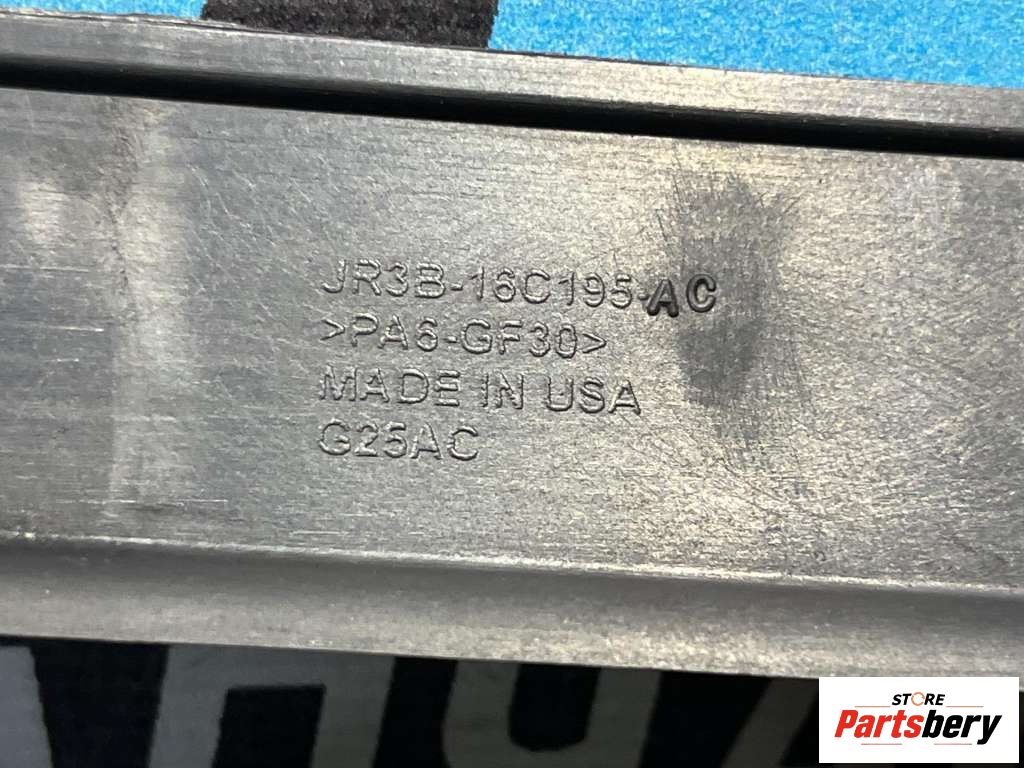 JR3B-16C195-AC
>PA6-GF30<
MADE IN USA
G25AC
STORE
Partsbery